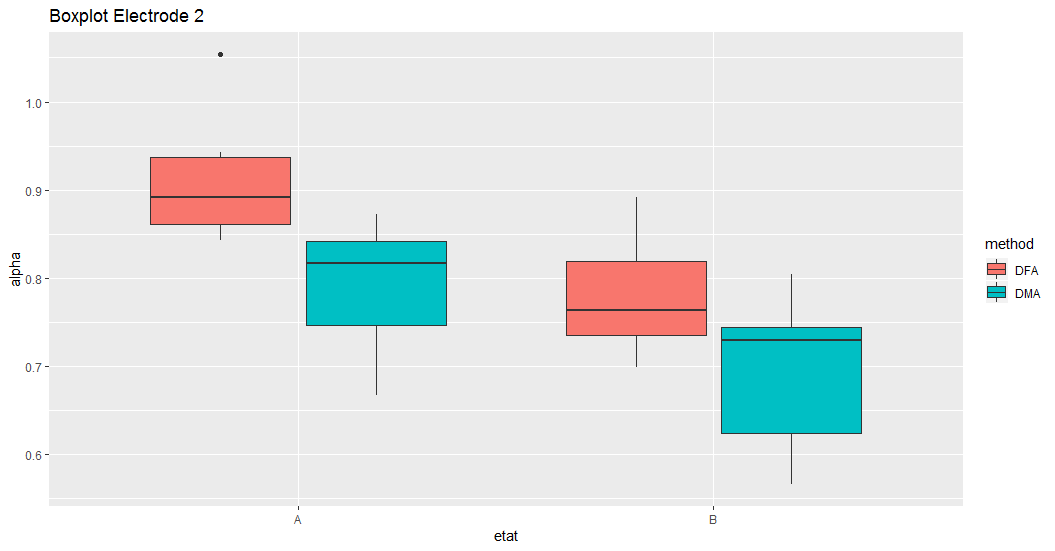 Boxplot Electrode 2
alpha
1.0
0.9
0.8
0.7
0.6
A
B
etat
method
DFA
DMA